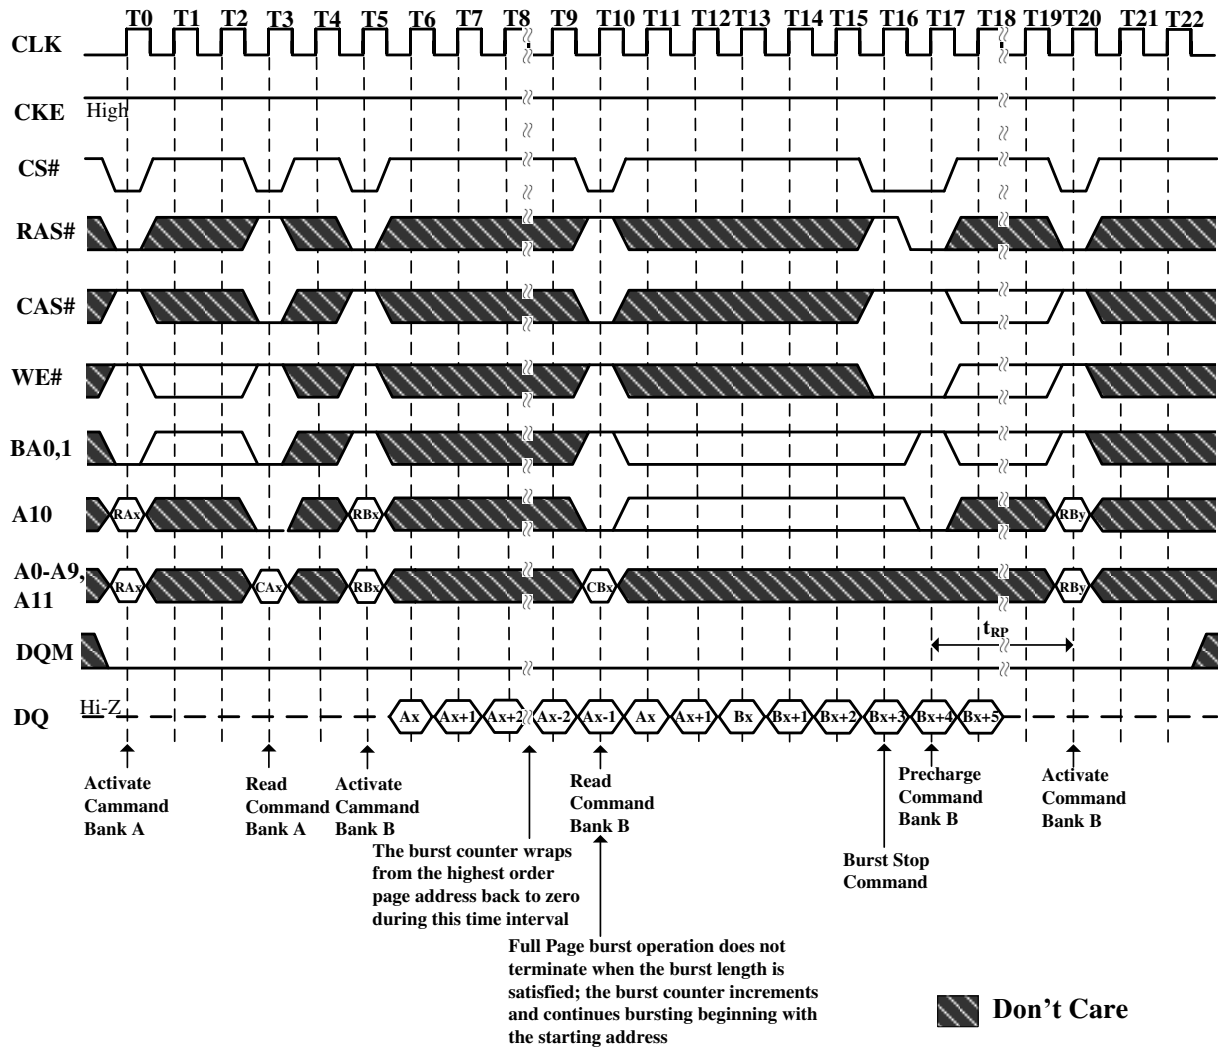 T0 T1 T2 T3 T4 T5 T6 T7 T8 T9 T10 T11 T12 T13 T14 T15 T16 T17 T18 T19 T20 T21 T22
CLK
CKE High
CS#
RAS#
CAS#
WE#
BA0,1
A10 RAx RBx RBy
A0-A9,
A11
RAx CAx RBx CBx RBy
tRP
DQM
DQ Hi-Z Ax Ax+1 Ax+2 Ax-2 Ax-1 Ax Ax+1 Bx Bx+1 Bx+2 Bx+3 Bx+4 Bx+5
Activate
Cammand
Bank A
Read
Command
Bank A
Activate
Cammand
Bank B
The burst counter wraps
from the highest order
page address back to zero
during this time interval
Read
Command
Bank B
Full Page burst operation does not
terminate when the burst length is
satisfied; the burst counter increments
and continues bursting beginning with
the starting address
Burst Stop
Command
Precharge
Command
Bank B
Activate
Command
Bank B
Don't Care